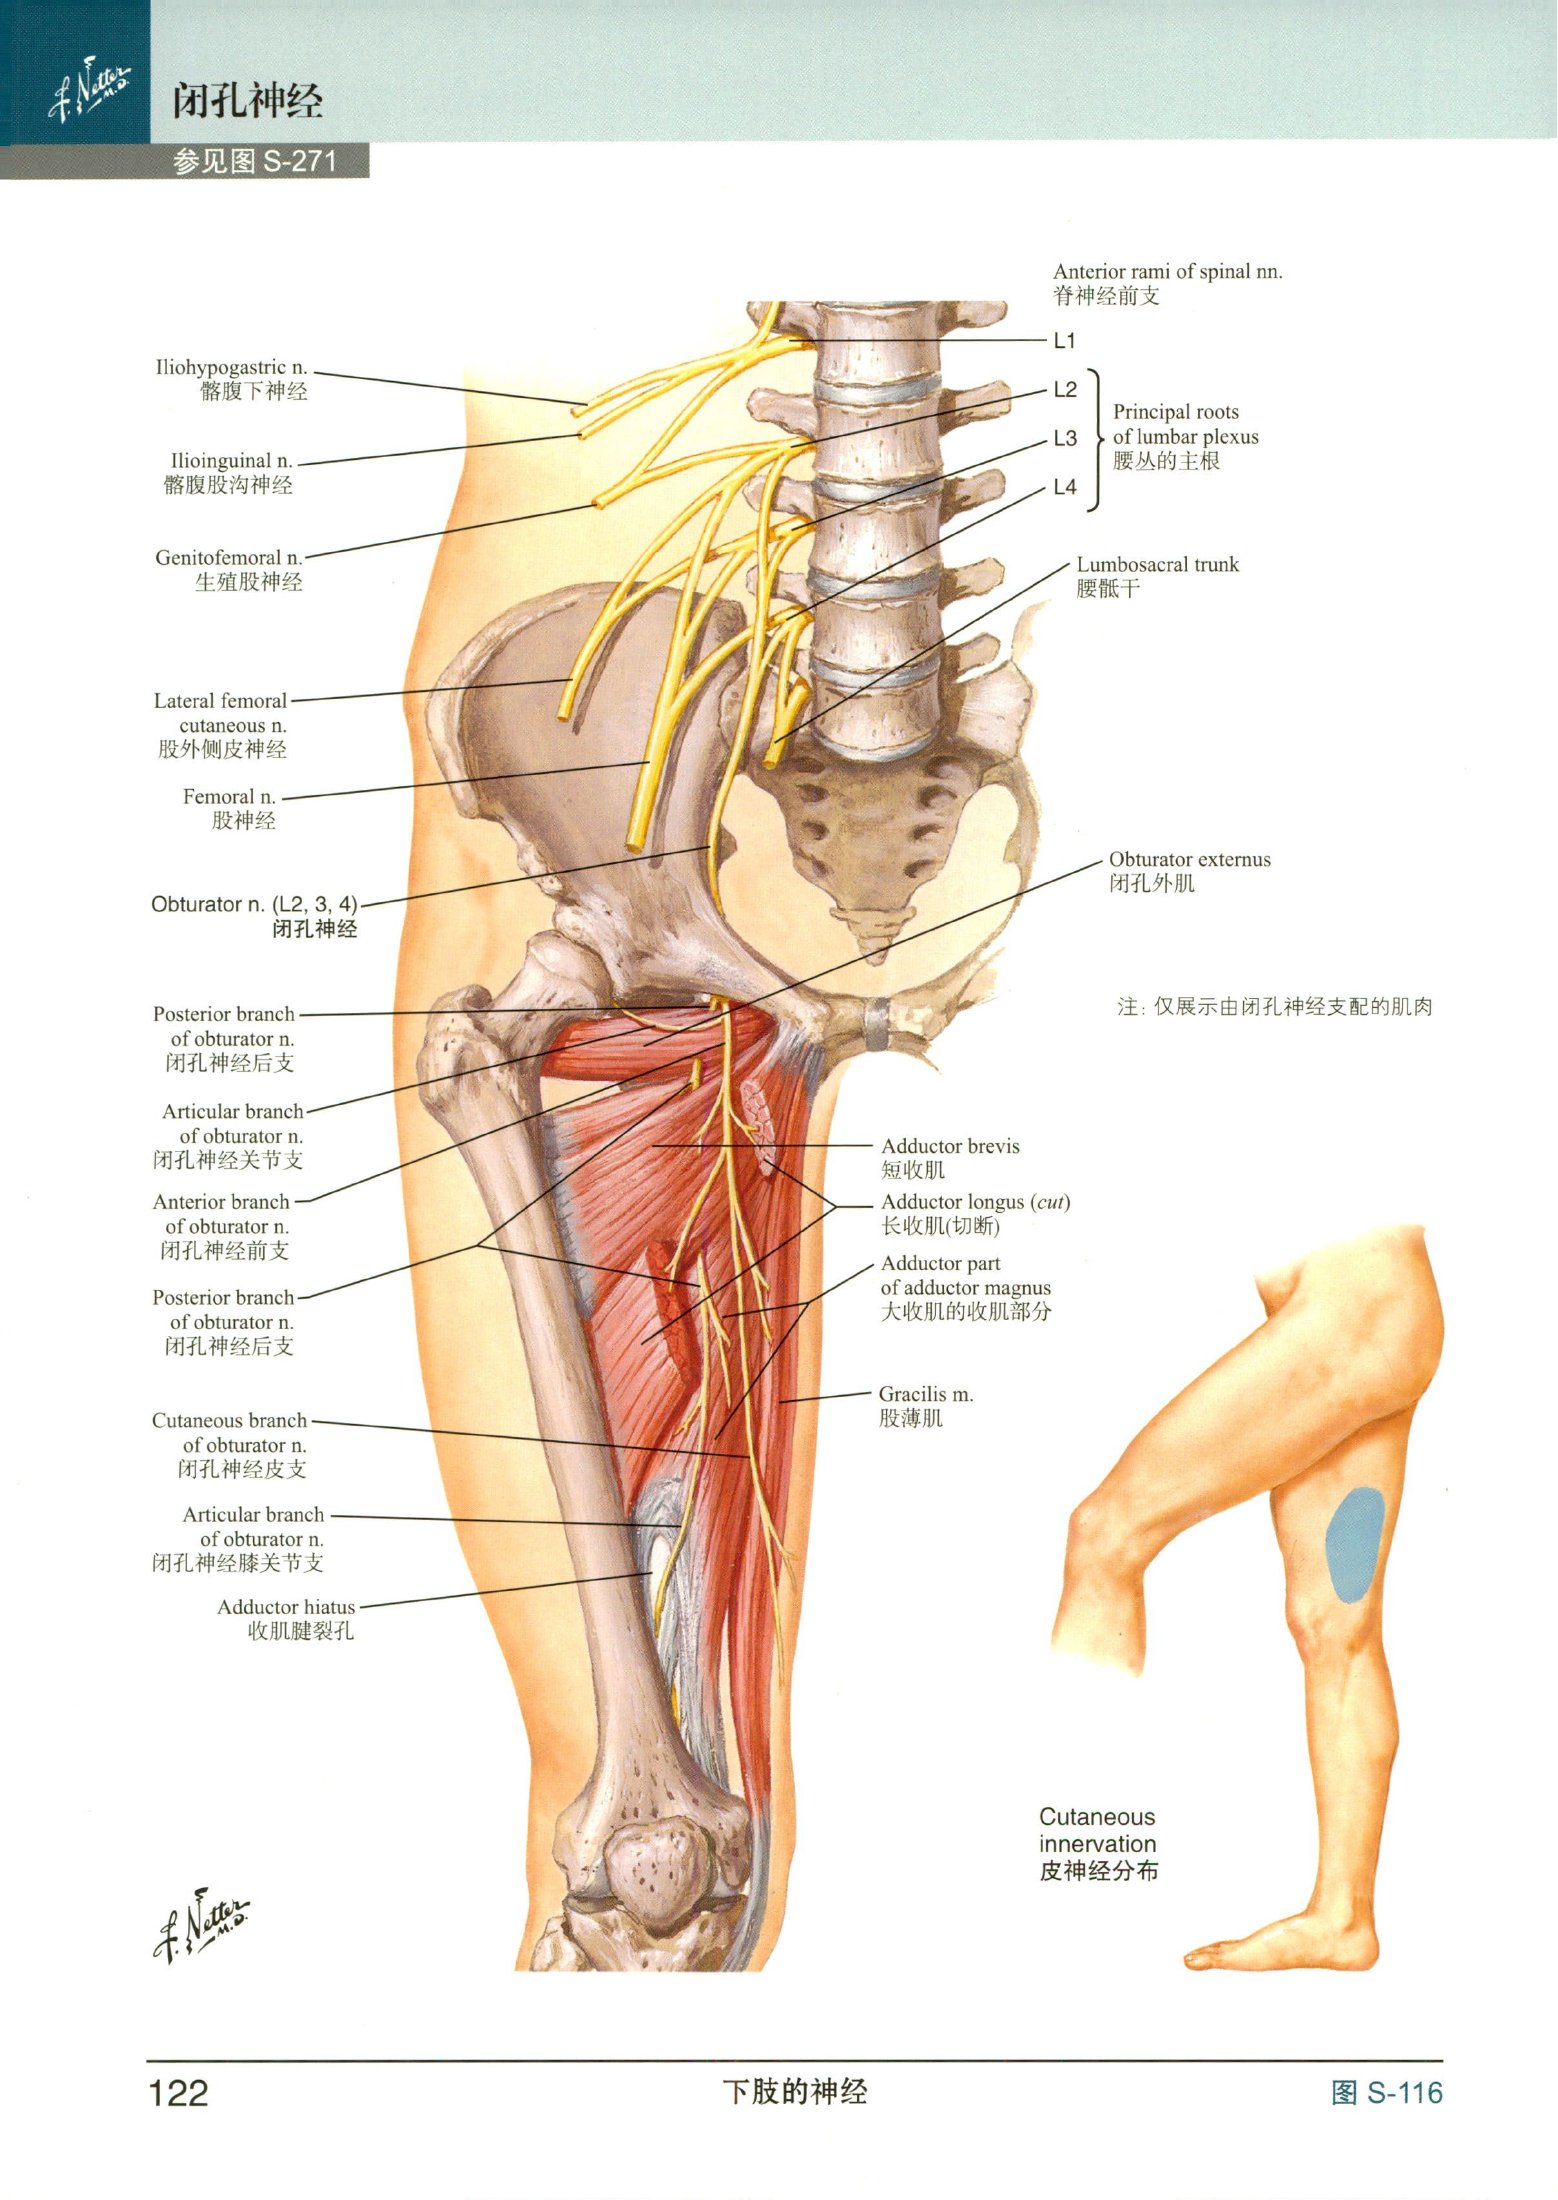 F. Netter M.D.
闭孔神经
参见图 S-271
Anterior rami of spinal nn.
脊神经前支
L1
L2
L3
L4
Principal roots
of lumbar plexus
腰丛的主根
Lumbosacral trunk
腰骶干
Iliohypogastric n.
髂腹下神经
Ilioinguinal n.
髂腹股沟神经
Genitofemoral n.
生殖股神经
Lateral femoral
cutaneous n.
股外侧皮神经
Femoral n.
股神经
Obturator n. (L2, 3, 4)
闭孔神经
Posterior branch
of obturator n.
闭孔神经后支
Articular branch
of obturator n.
闭孔神经关节支
Anterior branch
of obturator n.
闭孔神经前支
Posterior branch
of obturator n.
闭孔神经后支
Cutaneous branch
of obturator n.
闭孔神经皮支
Articular branch
of obturator n.
闭孔神经膝关节支
Adductor hiatus
收肌腱裂孔
Obturator externus
闭孔外肌
注: 仅展示由闭孔神经支配的肌肉
Adductor brevis
短收肌
Adductor longus (cut)
长收肌(切断)
Adductor part
of adductor magnus
大收肌的收肌部分
Gracilis m.
股薄肌
Cutaneous
innervation
皮神经分布
F. Netter M.D.
122
下肢的神经
图 S-116